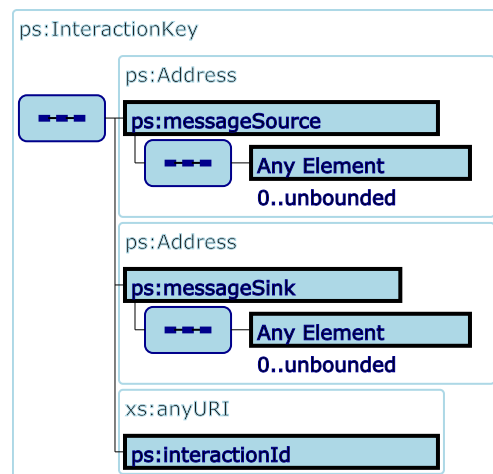 ps:InteractionKey
ps:Address
ps:messageSource
Any Element
0..unbounded
ps:Address
ps:messageSink
Any Element
0..unbounded
xs:anyURI
ps:interactionId